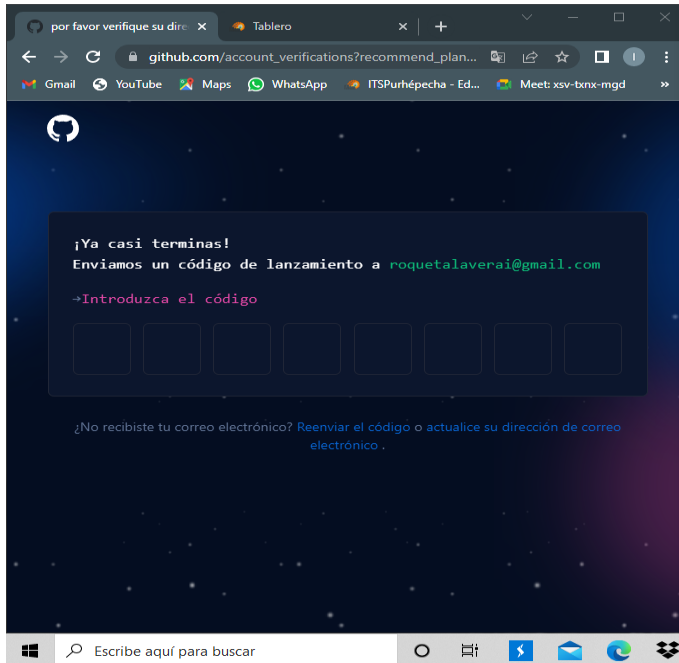 por favor verifique su dire
Tablero
github.com/account_verifications?recommend_plan...
I
Gmail
YouTube
Maps
WhatsApp
ITSPurhépecha - Ed...
Meet: xsv-txnx-mgd
»
¡Ya casi terminas!
Enviamos un código de lanzamiento a roquetalaverai@gmail.com
→Introduzca el código
¿No recibiste tu correo electrónico? Reenviar el código o actualice su dirección de correo
electrónico .
Escribe aquí para buscar